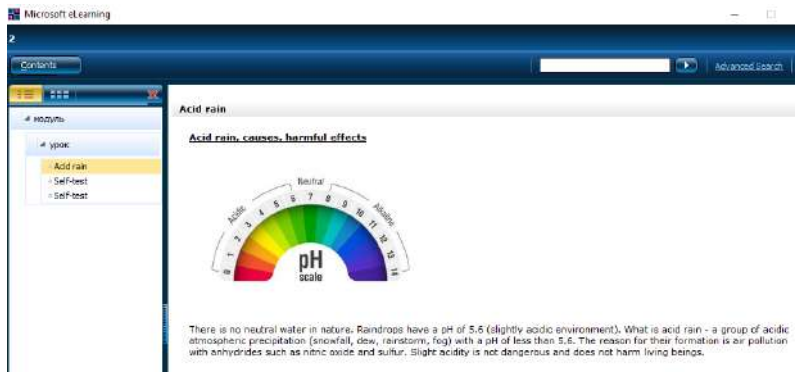 Microsoft eLearning
2
Contents
Advanced Search
модуль
урок
Acid rain
Self-test
Self-test
Acid rain
Acid rain, causes, harmful effects
Acidic
Neutral
Alkaline
0 1 2 3 4 5 6 7 8 9 10 11 12 13 14
pH
scale
There is no neutral water in nature. Raindrops have a pH of 5.6 (slightly acidic environment). What is acid rain - a group of acidic
atmospheric precipitation (snowfall, dew, rainstorm, fog) with a pH of less than 5.6. The reason for their formation is air pollution
with anhydrides such as nitric oxide and sulfur. Slight acidity is not dangerous and does not harm living beings.